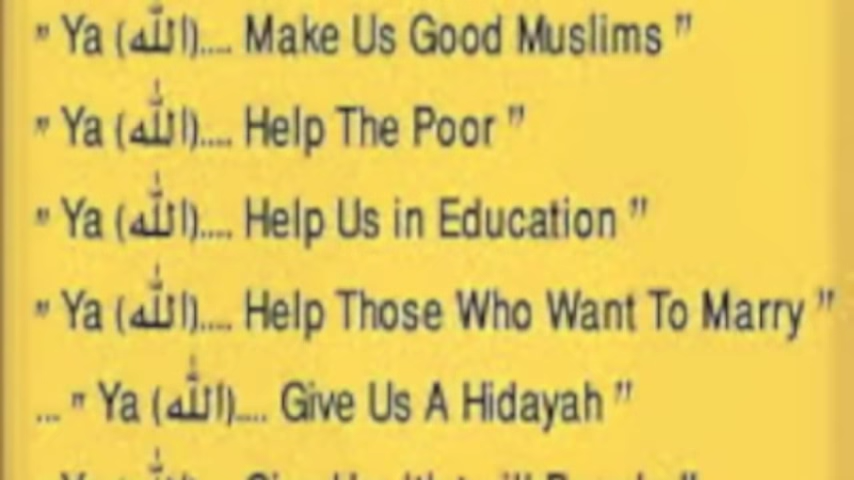 " Ya (الله).... Make Us Good Muslims "
" Ya (الله).... Help The Poor "
" Ya (الله).... Help Us in Education "
" Ya (الله).... Help Those Who Want To Marry "
... " Ya (الله).... Give Us A Hidayah "